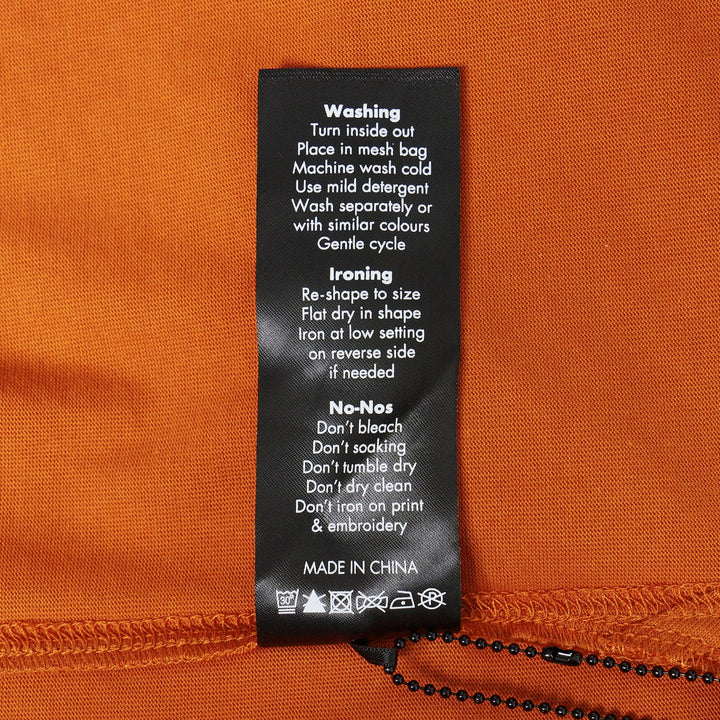 Washing
Turn inside out
Place in mesh bag
Machine wash cold
Use mild detergent
Wash separately or
with similar colours
Gentle cycle
Ironing
Re-shape to size
Flat dry in shape
Iron at low setting
on reverse side
if needed
No-Nos
Don't bleach
Don't soaking
Don't tumble dry
Don't dry clean
Don't iron on print
& embroidery
MADE IN CHINA
30°